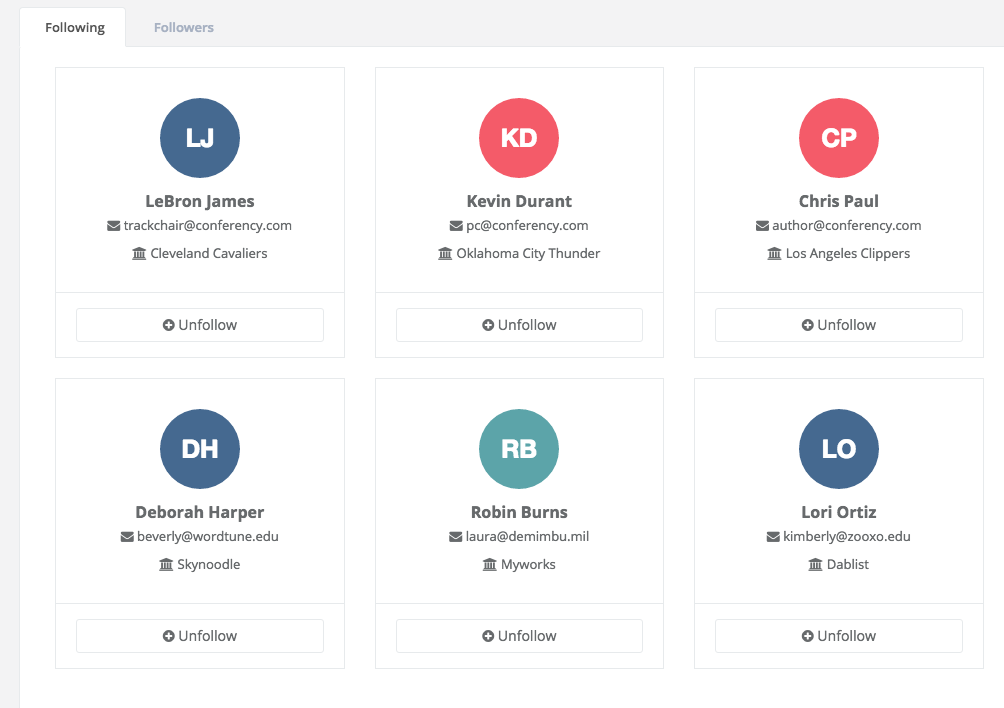 Following Followers
LJ
LeBron James
trackchair@conferency.com
Cleveland Cavaliers
Unfollow
KD
Kevin Durant
pc@conferency.com
Oklahoma City Thunder
Unfollow
CP
Chris Paul
author@conferency.com
Los Angeles Clippers
Unfollow
DH
Deborah Harper
beverly@wordtune.edu
Skynoodle
Unfollow
RB
Robin Burns
laura@demimbu.mil
Myworks
Unfollow
LO
Lori Ortiz
kimberly@zooxo.edu
Dablist
Unfollow